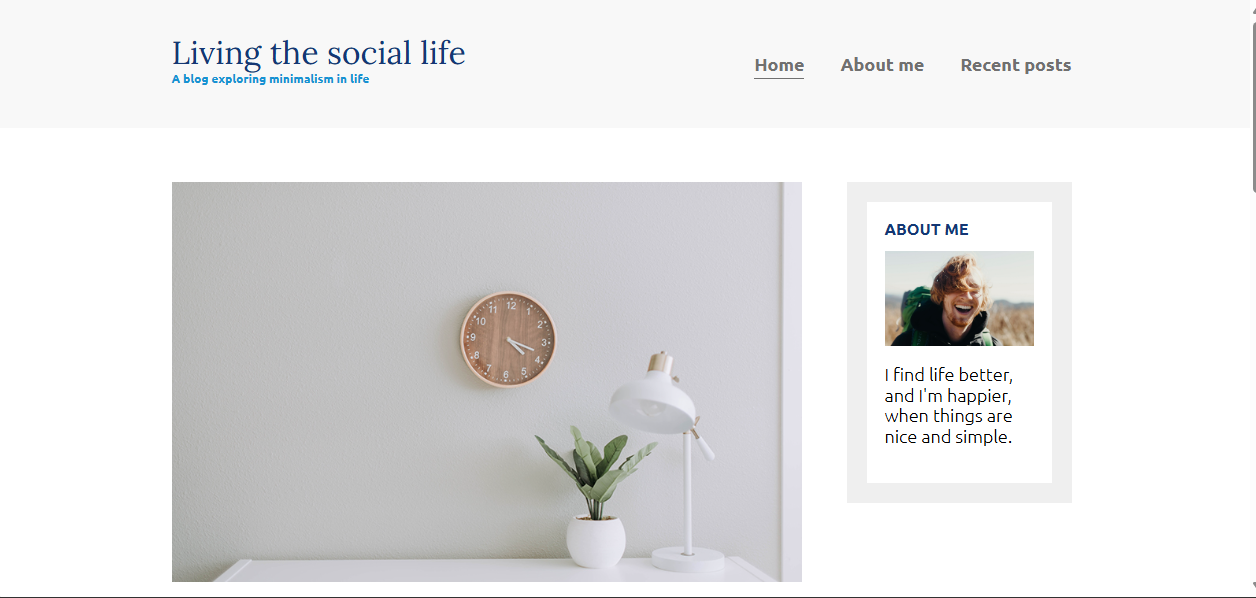 Living the social life
A blog exploring minimalism in life
Home About me Recent posts
12
1
2
3
4
5
6
7
8
9
10
11
ABOUT ME
I find life better,
and I'm happier,
when things are
nice and simple.